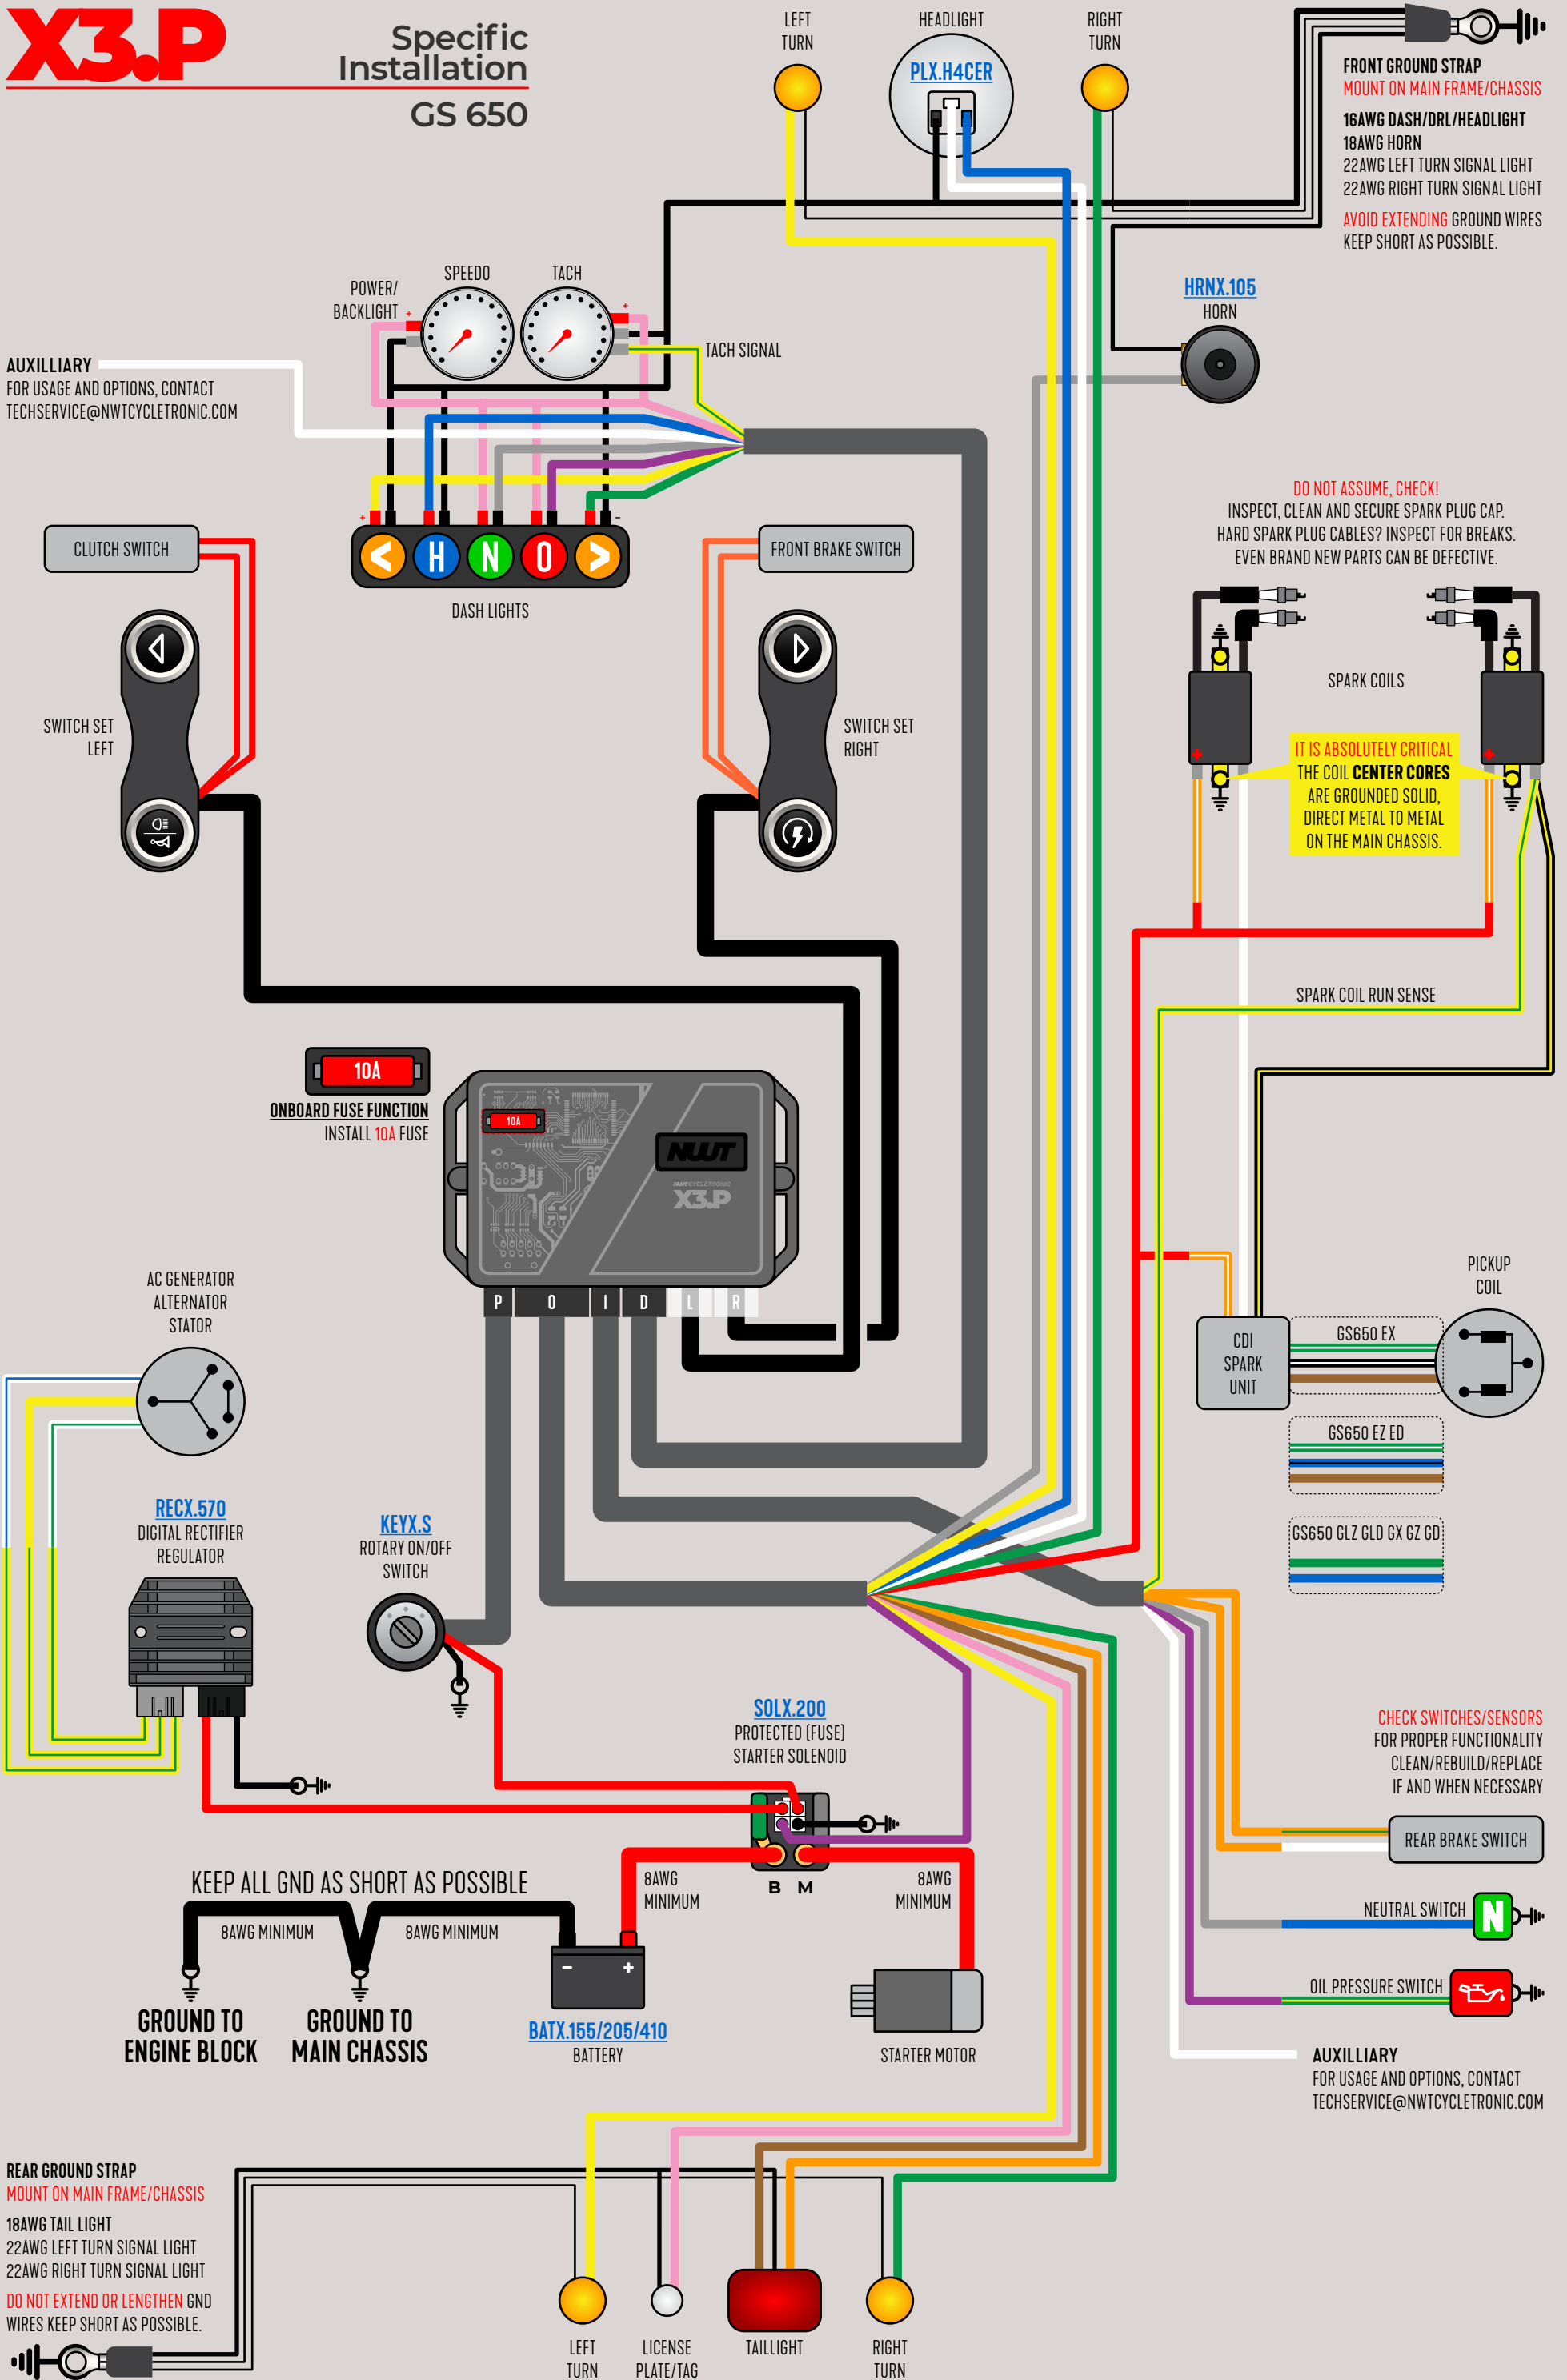 X3.P
Specific
Installation
GS 650
LEFT
TURN
HEADLIGHT
PLX.H4CER
RIGHT
TURN
FRONT GROUND STRAP
MOUNT ON MAIN FRAME/CHASSIS
16AWG DASH/DRL/HEADLIGHT
18AWG HORN
22AWG LEFT TURN SIGNAL LIGHT
22AWG RIGHT TURN SIGNAL LIGHT
AVOID EXTENDING GROUND WIRES
KEEP SHORT AS POSSIBLE.
HRNX.105
HORN
SPEEDO
TACH
POWER/
BACKLIGHT
+
+
TACH SIGNAL
AUXILLIARY
FOR USAGE AND OPTIONS, CONTACT
TECHSERVICE@NWTCYCLETRONIC.COM
+
−
< H N O >
DASH LIGHTS
CLUTCH SWITCH
FRONT BRAKE SWITCH
SWITCH SET
LEFT
SWITCH SET
RIGHT
DO NOT ASSUME, CHECK!
INSPECT, CLEAN AND SECURE SPARK PLUG CAP.
HARD SPARK PLUG CABLES? INSPECT FOR BREAKS.
EVEN BRAND NEW PARTS CAN BE DEFECTIVE.
SPARK COILS
+
+
IT IS ABSOLUTELY CRITICAL
THE COIL CENTER CORES
ARE GROUNDED SOLID,
DIRECT METAL TO METAL
ON THE MAIN CHASSIS.
SPARK COIL RUN SENSE
10A
ONBOARD FUSE FUNCTION
INSTALL 10A FUSE
10A
NWT
NWT CYCLETRONIC
X3.P
P O I D L R
AC GENERATOR
ALTERNATOR
STATOR
RECX.570
DIGITAL RECTIFIER
REGULATOR
KEYX.S
ROTARY ON/OFF
SWITCH
PICKUP
COIL
CDI
SPARK
UNIT
GS650 EX
GS650 EZ ED
GS650 GLZ GLD GX GZ GD
SOLX.200
PROTECTED (FUSE)
STARTER SOLENOID
B M
8AWG
MINIMUM
8AWG
MINIMUM
KEEP ALL GND AS SHORT AS POSSIBLE
8AWG MINIMUM
8AWG MINIMUM
GROUND TO
ENGINE BLOCK
GROUND TO
MAIN CHASSIS
− +
BATX.155/205/410
BATTERY
STARTER MOTOR
CHECK SWITCHES/SENSORS
FOR PROPER FUNCTIONALITY
CLEAN/REBUILD/REPLACE
IF AND WHEN NECESSARY
REAR BRAKE SWITCH
NEUTRAL SWITCH
N
OIL PRESSURE SWITCH
AUXILLIARY
FOR USAGE AND OPTIONS, CONTACT
TECHSERVICE@NWTCYCLETRONIC.COM
REAR GROUND STRAP
MOUNT ON MAIN FRAME/CHASSIS
18AWG TAIL LIGHT
22AWG LEFT TURN SIGNAL LIGHT
22AWG RIGHT TURN SIGNAL LIGHT
DO NOT EXTEND OR LENGTHEN GND
WIRES KEEP SHORT AS POSSIBLE.
LEFT
TURN
LICENSE
PLATE/TAG
TAILLIGHT
RIGHT
TURN